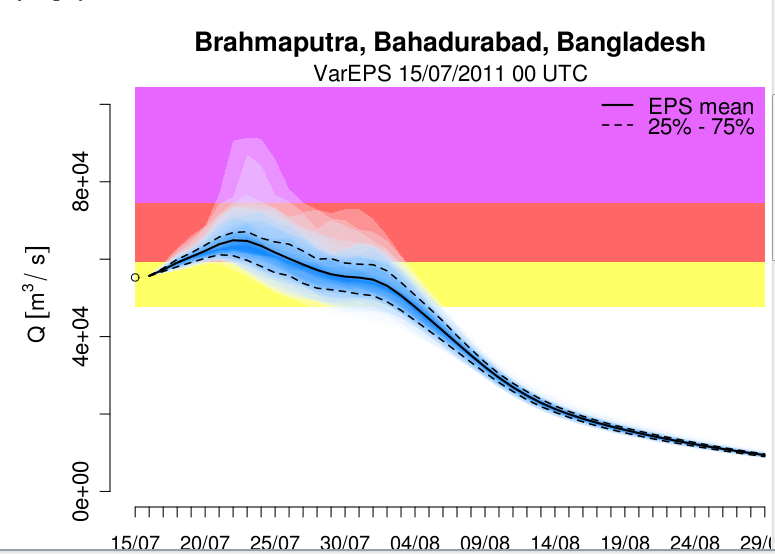 Brahmaputra, Bahadurabad, Bangladesh
VarEPS 15/07/2011 00 UTC
EPS mean
25% - 75%
Q [m³ / s]
8e+04
4e+04
0e+00
15/07 20/07 25/07 30/07 04/08 09/08 14/08 19/08 24/08